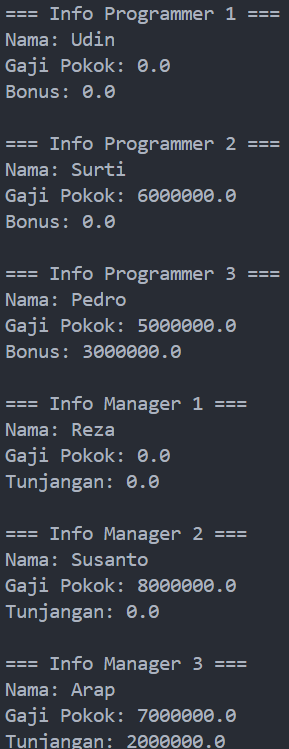 === Info Programmer 1 ===
Nama: Udin
Gaji Pokok: 0.0
Bonus: 0.0
=== Info Programmer 2 ===
Nama: Surti
Gaji Pokok: 6000000.0
Bonus: 0.0
=== Info Programmer 3 ===
Nama: Pedro
Gaji Pokok: 5000000.0
Bonus: 3000000.0
=== Info Manager 1 ===
Nama: Reza
Gaji Pokok: 0.0
Tunjangan: 0.0
=== Info Manager 2 ===
Nama: Susanto
Gaji Pokok: 8000000.0
Tunjangan: 0.0
=== Info Manager 3 ===
Nama: Arap
Gaji Pokok: 7000000.0
Tunjangan: 2000000.0